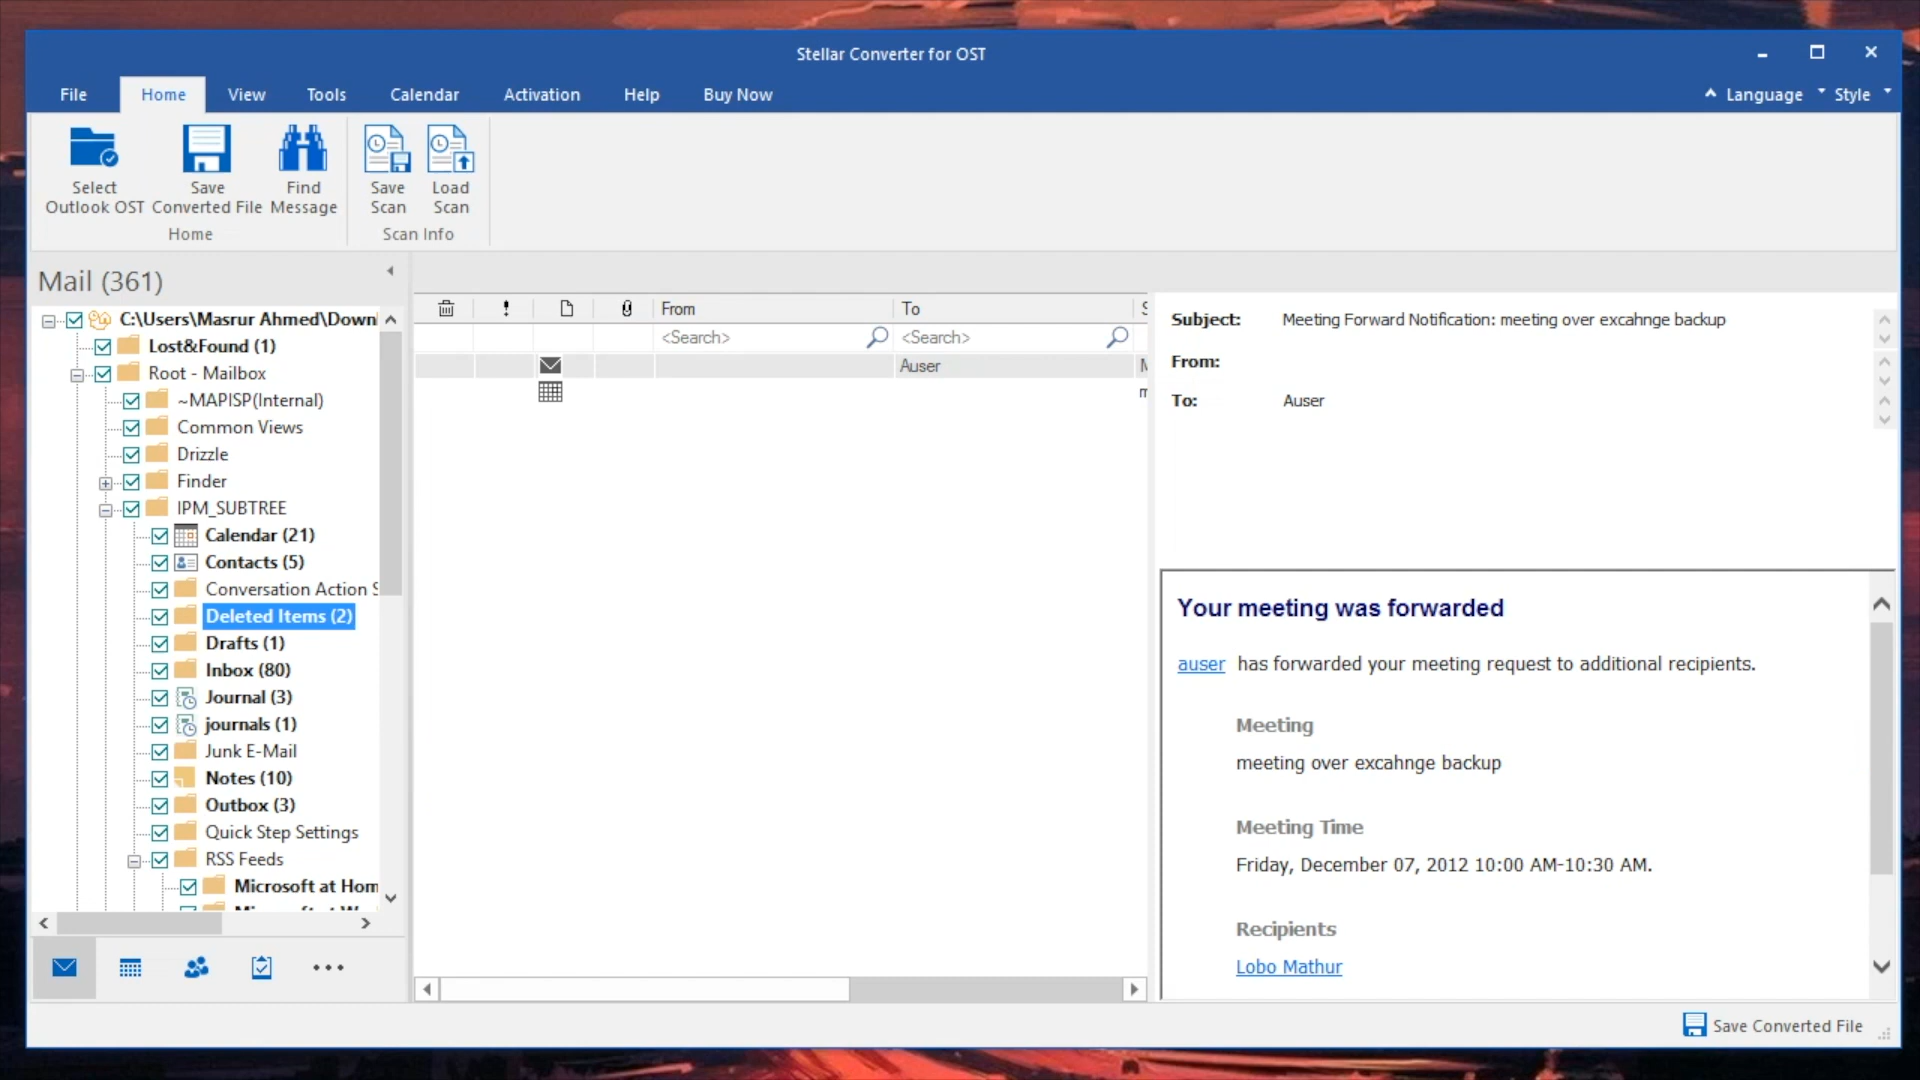 Stellar Converter for OST
File Home View Tools Calendar Activation Help Buy Now Language Style
Select Outlook OST
Save Converted File
Find Message
Save Scan
Load Scan
Home
Scan Info
Mail (361)
C:\Users\Masrur Ahmed\Down
Lost&Found (1)
Root - Mailbox
~MAPISP(Internal)
Common Views
Drizzle
Finder
IPM_SUBTREE
Calendar (21)
Contacts (5)
Conversation Action S
Deleted Items (2)
Drafts (1)
Inbox (80)
Journal (3)
journals (1)
Junk E-Mail
Notes (10)
Outbox (3)
Quick Step Settings
RSS Feeds
Microsoft at Hom
From To
<Search> <Search>
Auser
Subject: Meeting Forward Notification: meeting over excahnge backup
From:
To: Auser
Your meeting was forwarded
auser has forwarded your meeting request to additional recipients.
Meeting
meeting over excahnge backup
Meeting Time
Friday, December 07, 2012 10:00 AM-10:30 AM.
Recipients
Lobo Mathur
Save Converted File